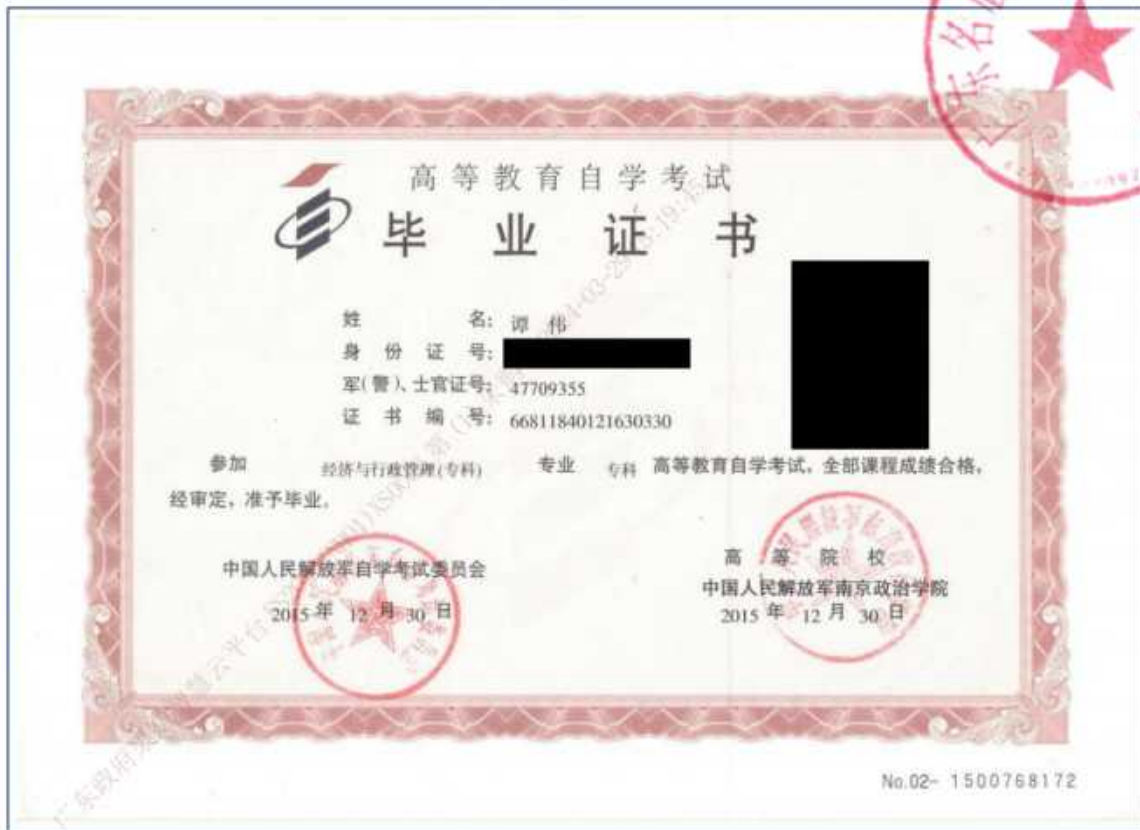 高等教育自学考试
毕业证书
姓名: 谭伟
身份证号:
军(警)、士官证号: 47709355
证书编号: 66811840121630330
参加 经济与行政管理(专科) 专业 专科 高等教育自学考试, 全部课程成绩合格,
经审定, 准予毕业.
中国人民解放军自学考试委员会
2015 年 12 月 30 日
高等院校
中国人民解放军南京政治学院
2015 年 12 月 30 日
No.02- 1500768172